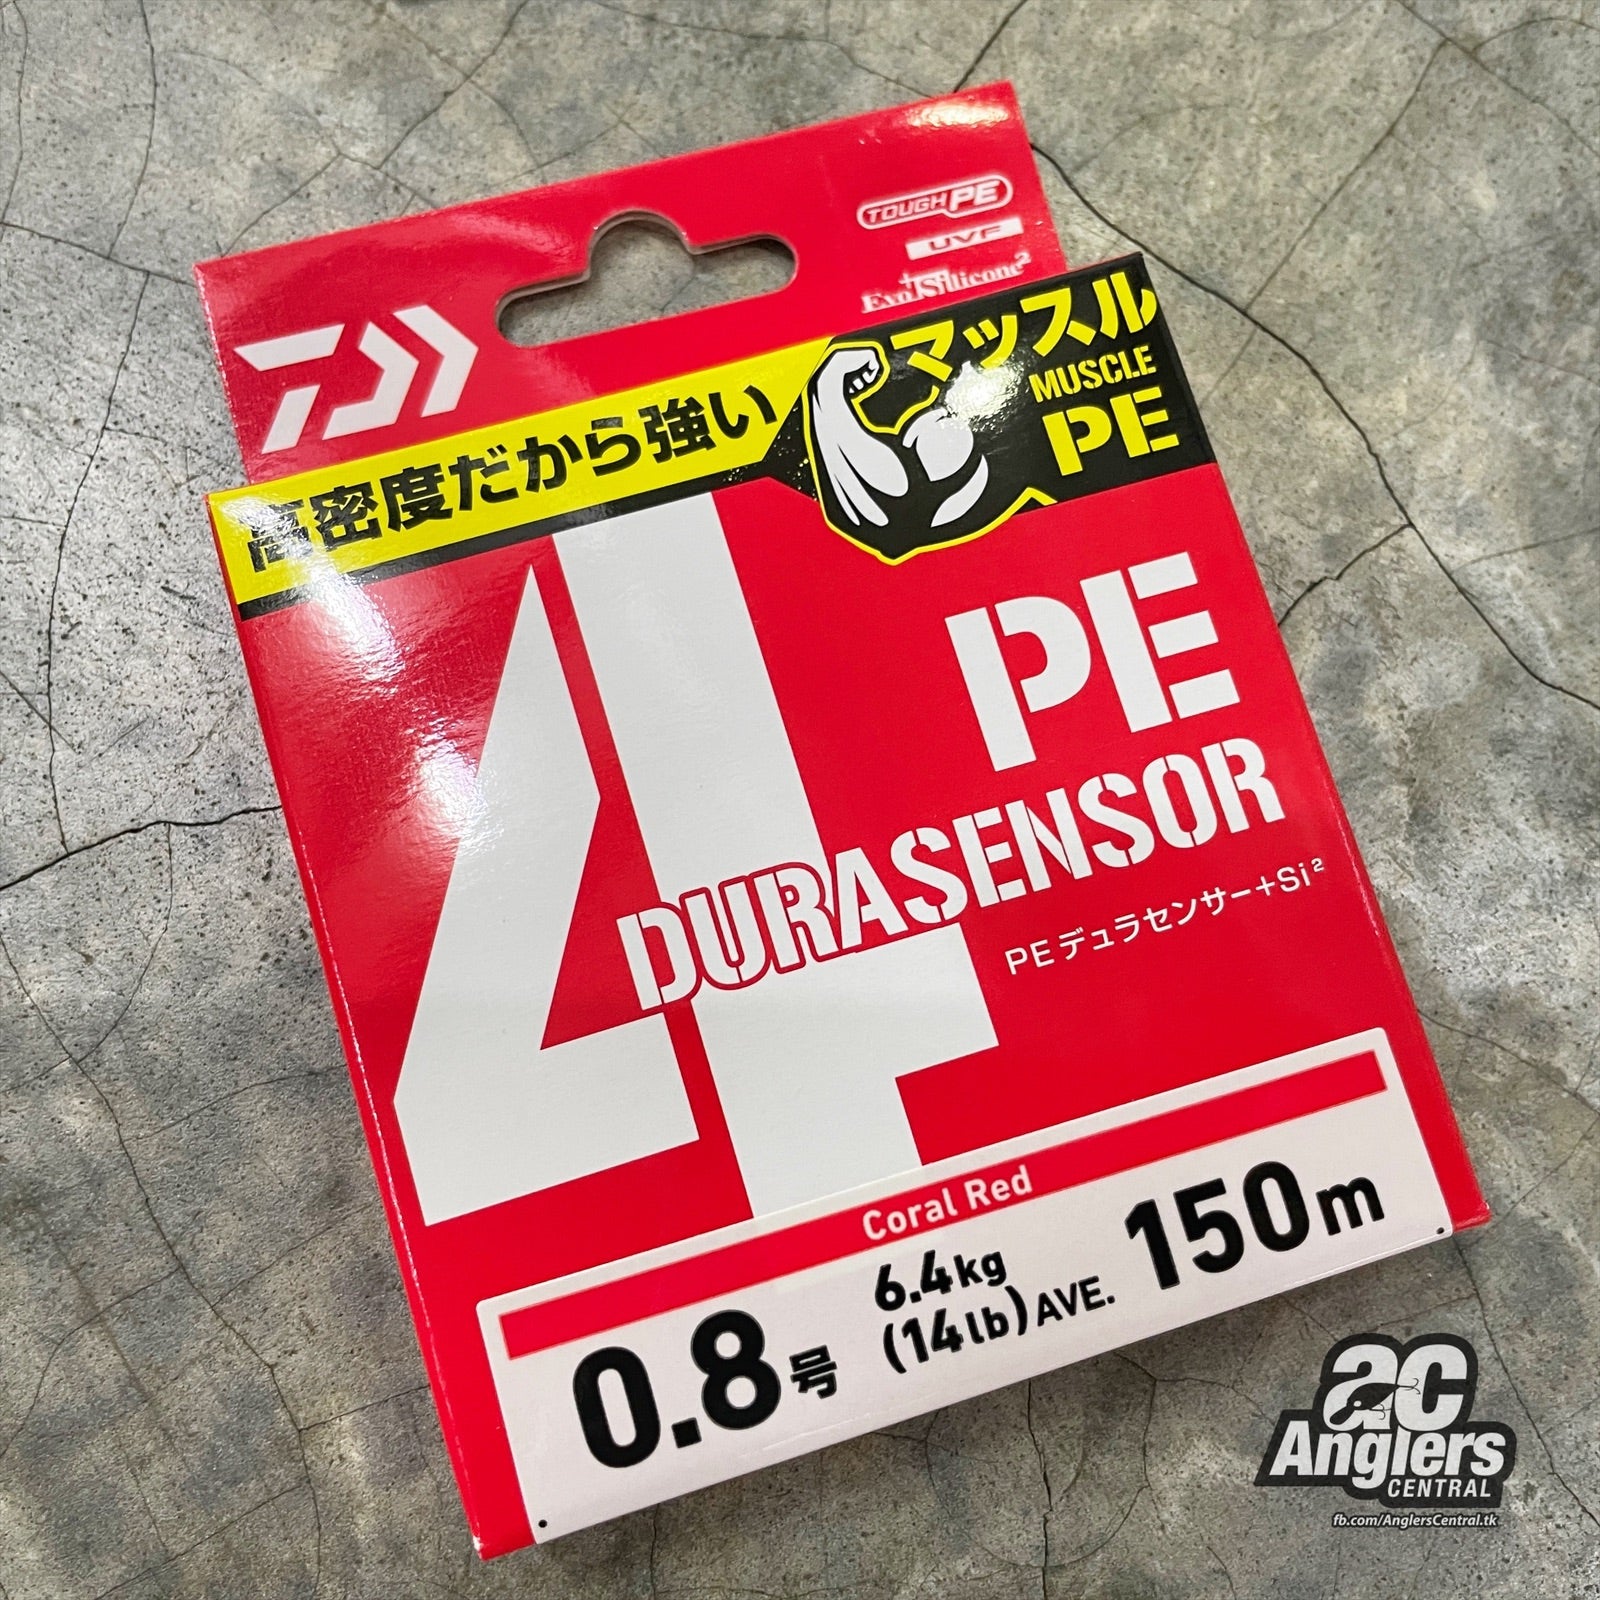 TOUGH PE
UVF
Evo Silicone²
+Si
高密度だから強い
マッスル
MUSCLE
PE
4
PE
DURASENSOR
PEデュラセンサー+Si²
Coral Red
0.8号
6.4kg
(14lb)AVE.
150m
ac
Anglers
CENTRAL
fb.com/AnglersCentral.tk